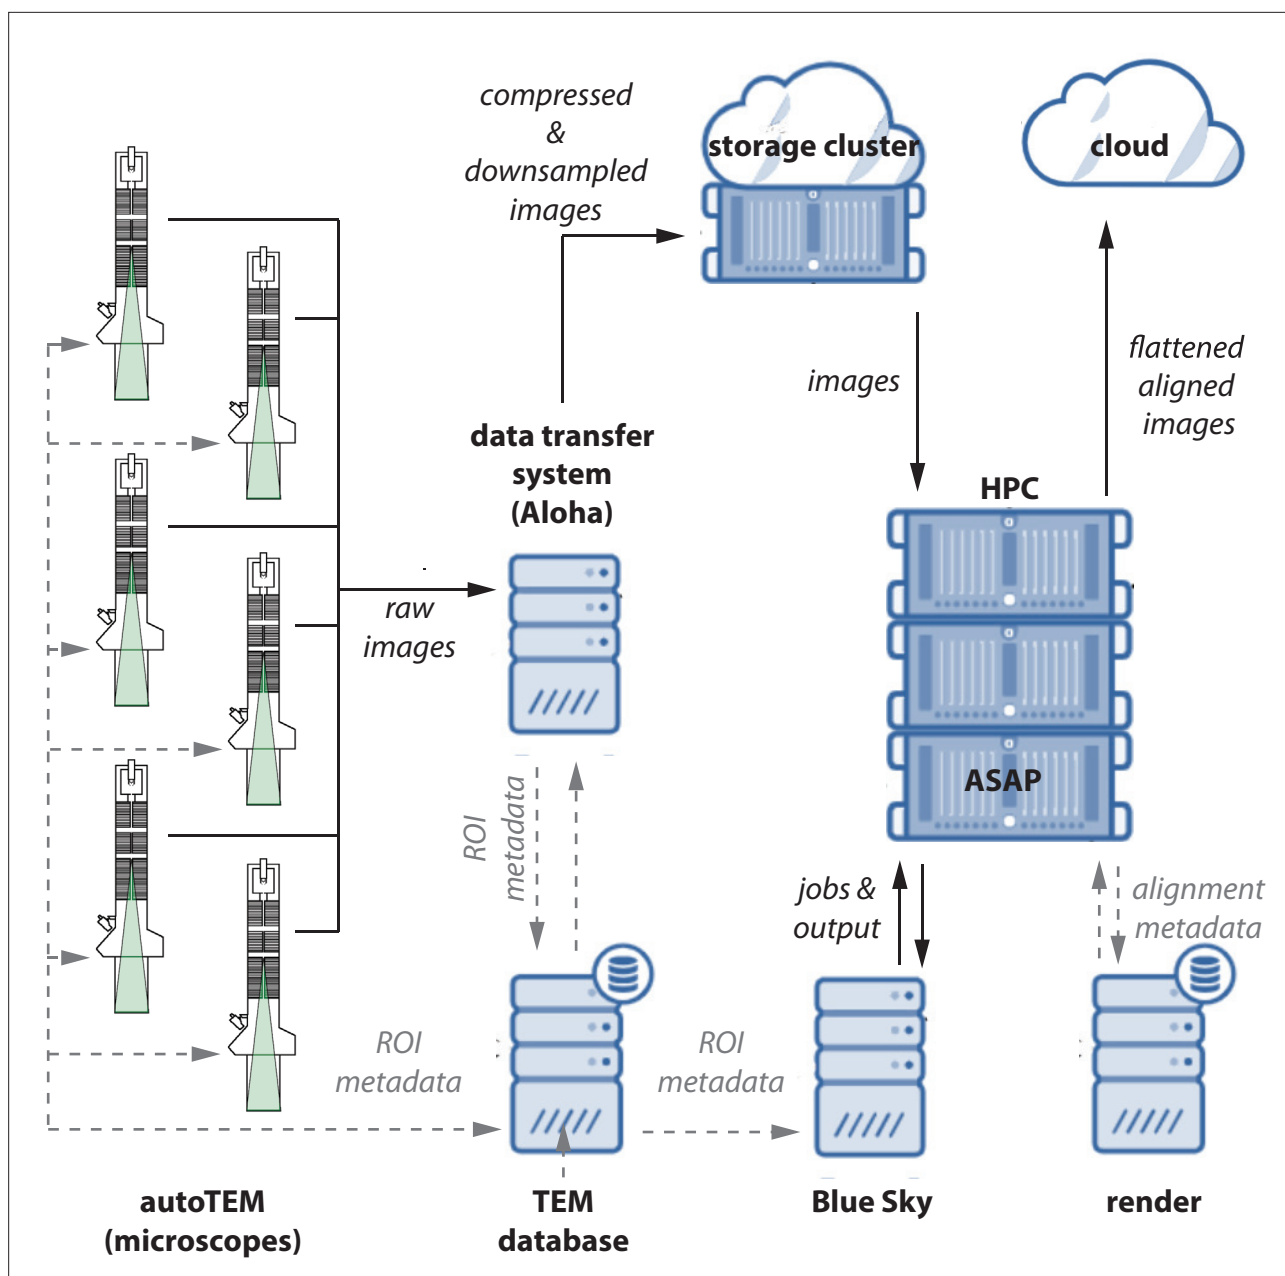 compressed
&
downsampled
images
storage cluster
cloud
images
flattened
aligned
images
data transfer
system
(Aloha)
HPC
raw
images
ASAP
ROI
metadata
jobs &
output
alignment
metadata
ROI
metadata
ROI
metadata
autoTEM
(microscopes)
TEM
database
Blue Sky
render